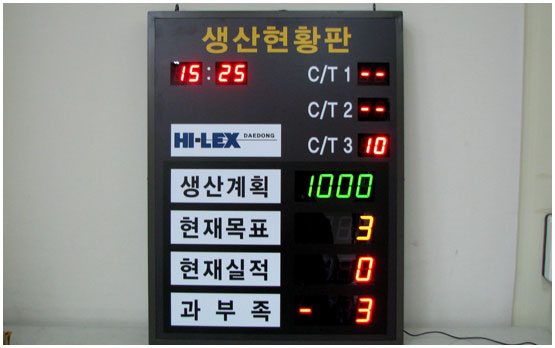 생산현황판
15:25 C/T 1 --
C/T 2 --
HI-LEX DAEDONG C/T 3 10
생산계획 1000
현재목표 3
현재실적 0
과부족 - 3